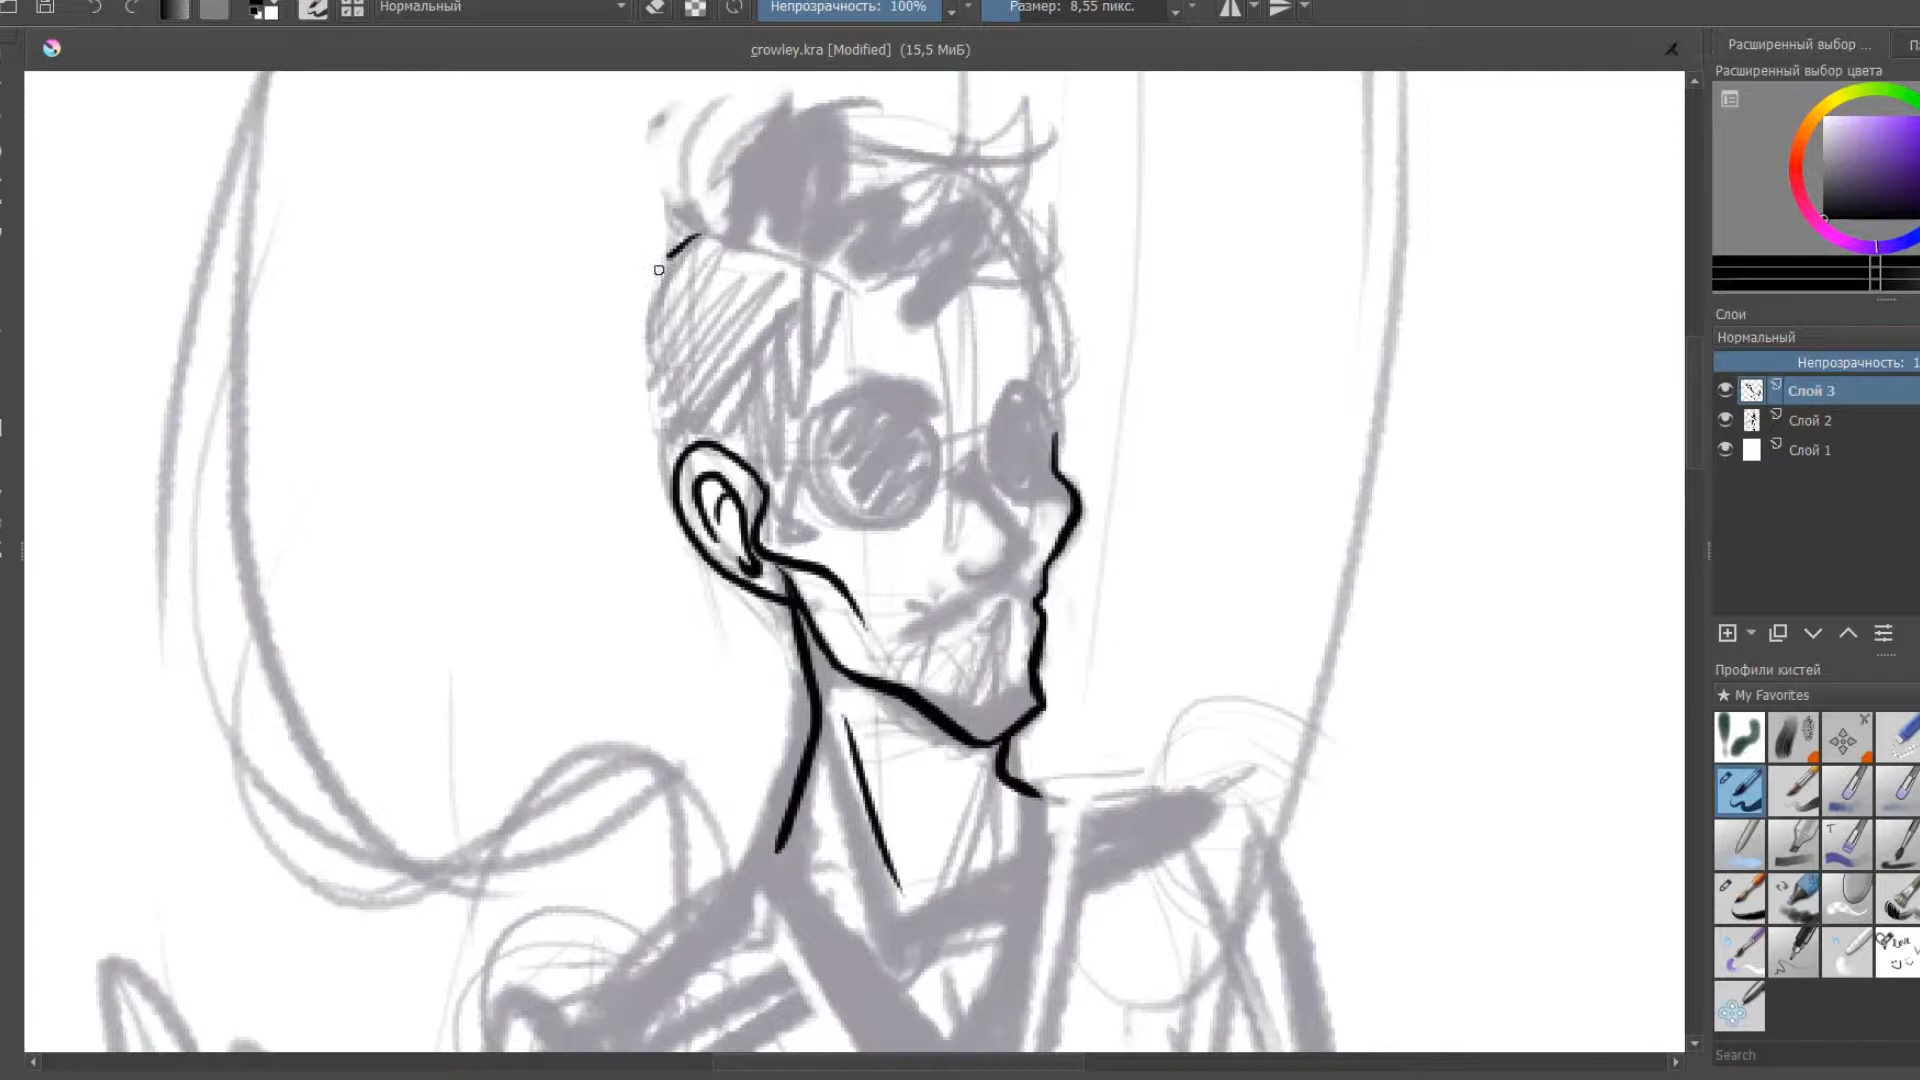 Нормальный
Непрозрачность: 100%
Размер: 8,55 пикс.
crowley.kra [Modified] (15,5 МиБ)
Расширенный выбор ...
Расширенный выбор цвета
Слои
Нормальный
Непрозрачность: 1
Слой 3
Слой 2
Слой 1
Профили кистей
★ My Favorites
Search